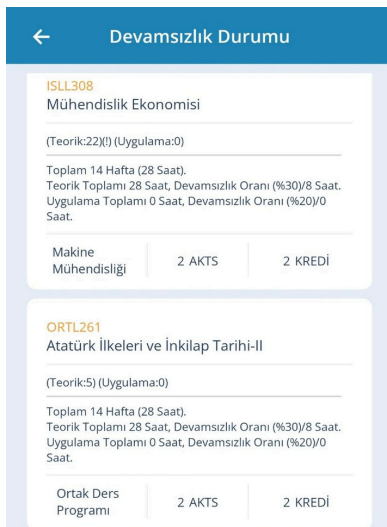 Devamsızlık Durumu
ISLL308
Mühendislik Ekonomisi
(Teorik:22)(!) (Uygulama:0)
Toplam 14 Hafta (28 Saat).
Teorik Toplamı 28 Saat, Devamsızlık Oranı (%30)/8 Saat.
Uygulama Toplamı 0 Saat, Devamsızlık Oranı (%20)/0
Saat.
Makine
Mühendisliği
2 AKTS
2 KREDİ
ORTL261
Atatürk İlkeleri ve İnkilap Tarihi-II
(Teorik:5) (Uygulama:0)
Toplam 14 Hafta (28 Saat).
Teorik Toplamı 28 Saat, Devamsızlık Oranı (%30)/8 Saat.
Uygulama Toplamı 0 Saat, Devamsızlık Oranı (%20)/0
Saat.
Ortak Ders
Programı
2 AKTS
2 KREDİ